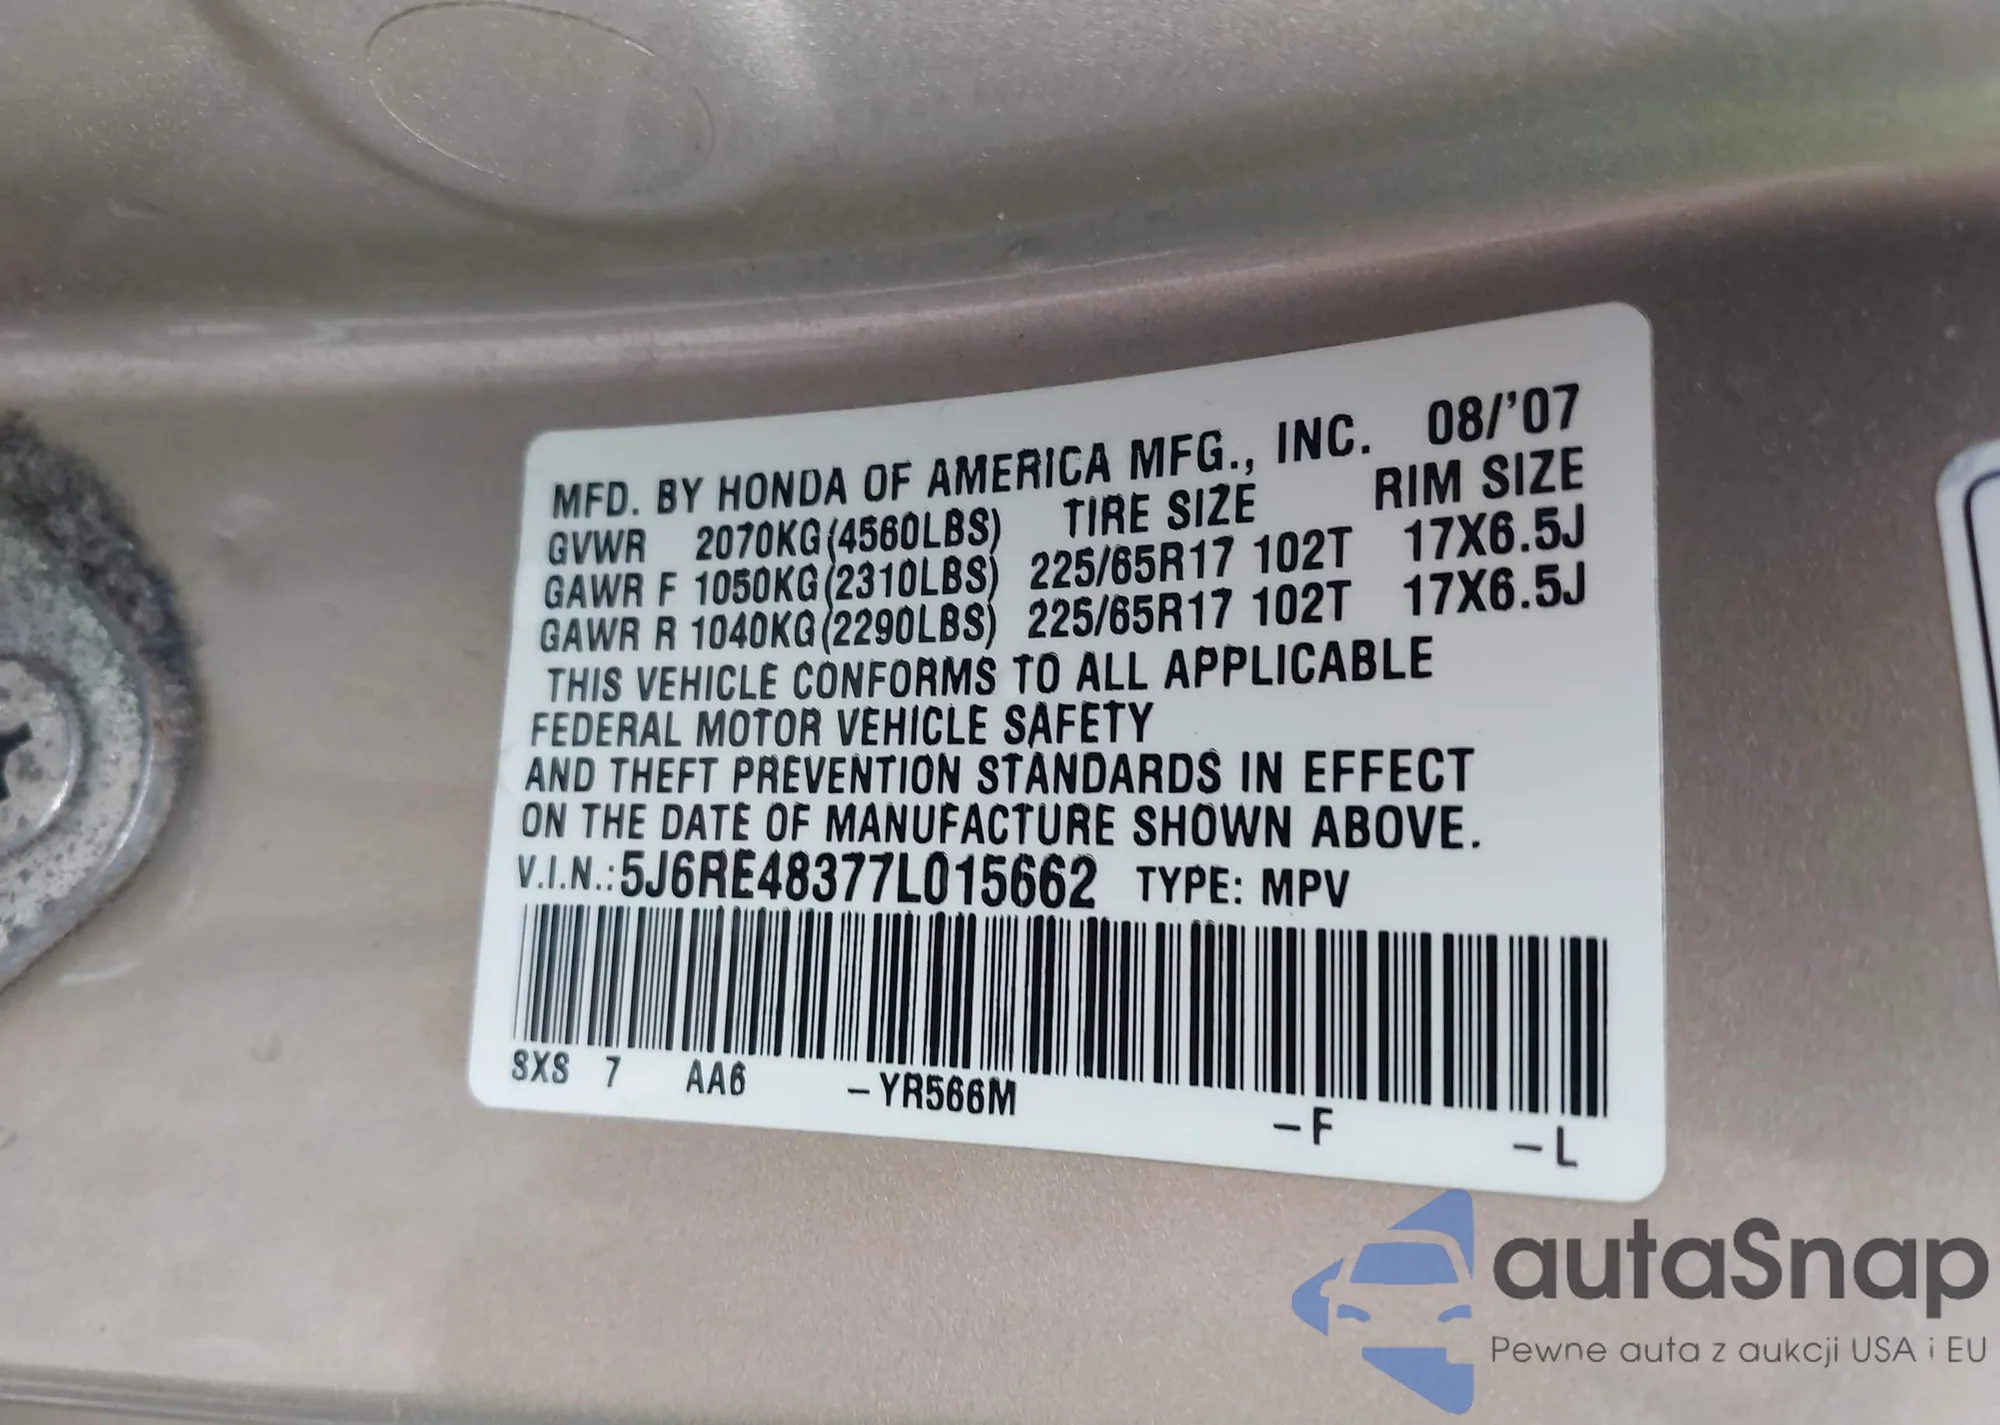 MFD. BY HONDA OF AMERICA MFG., INC. 08/'07
GVWR 2070KG(4560LBS) TIRE SIZE RIM SIZE
GAWR F 1050KG(2310LBS) 225/65R17 102T 17X6.5J
GAWR R 1040KG(2290LBS) 225/65R17 102T 17X6.5J
THIS VEHICLE CONFORMS TO ALL APPLICABLE
FEDERAL MOTOR VEHICLE SAFETY
AND THEFT PREVENTION STANDARDS IN EFFECT
ON THE DATE OF MANUFACTURE SHOWN ABOVE.
V.I.N.:5J6RE48377L015662 TYPE: MPV
SXS 7 AA6 -YR566M -F -L
autaSnap
Pewne auta z aukcji USA i EU